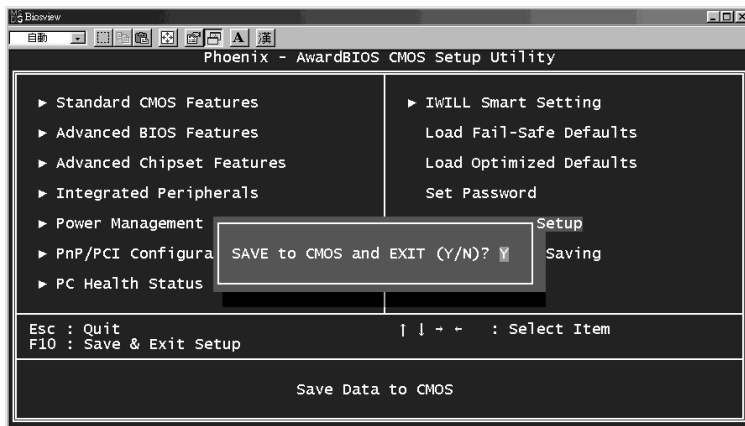 MS
DS Biosview
自動
A 漢
Phoenix - AwardBIOS CMOS Setup Utility
▶ Standard CMOS Features
▶ Advanced BIOS Features
▶ Advanced Chipset Features
▶ Integrated Peripherals
▶ Power Management
▶ PnP/PCI Configura
▶ PC Health Status
▶ IWILL Smart Setting
Load Fail-Safe Defaults
Load Optimized Defaults
Set Password
Setup
Saving
SAVE to CMOS and EXIT (Y/N)? Y
Esc : Quit
F10 : Save & Exit Setup
↑ ↓ → ← : Select Item
Save Data to CMOS